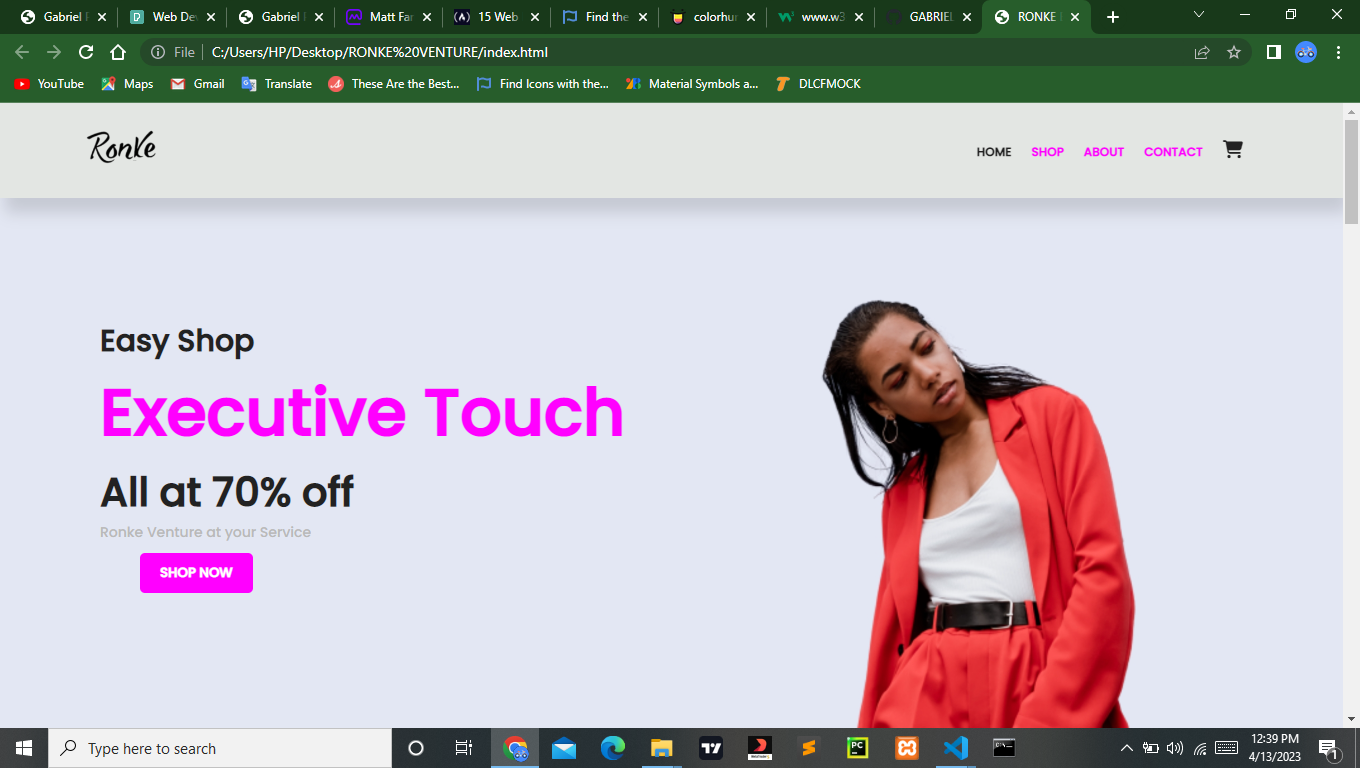 Gabriel P
Web Dev
Gabriel
Matt Far
15 Web
Find the
colorhur
www.w3
GABRIEL
RONKE
File
C:/Users/HP/Desktop/RONKE%20VENTURE/index.html
YouTube
Maps
Gmail
Translate
These Are the Best...
Find Icons with the...
Material Symbols a...
DLCFMOCK
Ronke
HOME
SHOP
ABOUT
CONTACT
Easy Shop
Executive Touch
All at 70% off
Ronke Venture at your Service
SHOP NOW
Type here to search
12:39 PM
4/13/2023
1